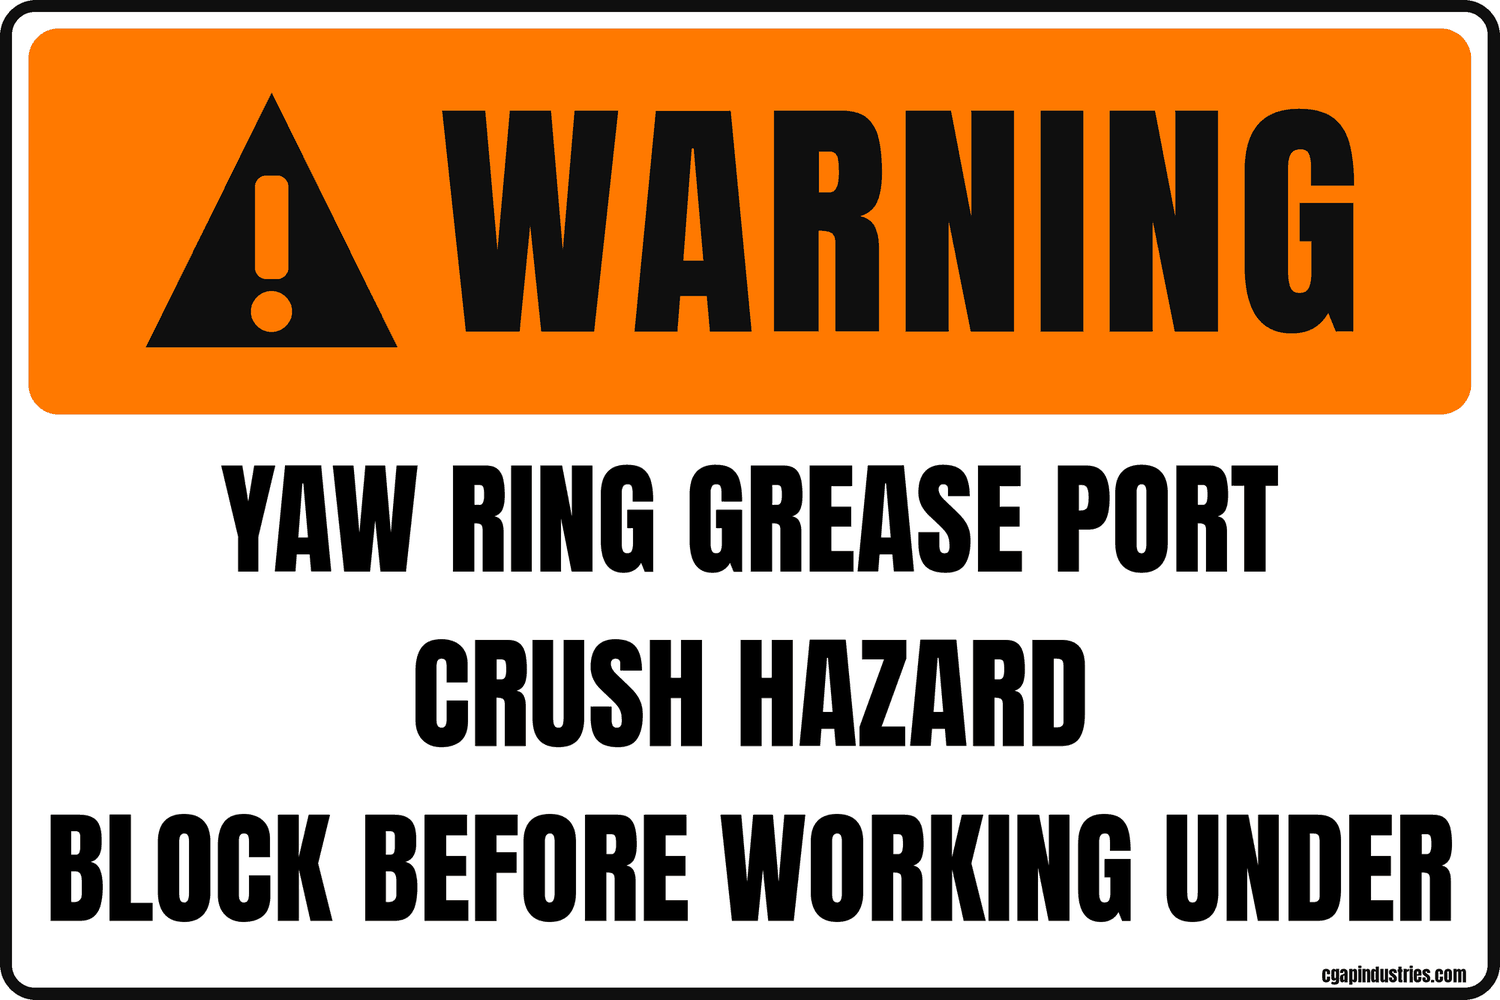 WARNING
YAW RING GREASE PORT
CRUSH HAZARD
BLOCK BEFORE WORKING UNDER
cgapindustries.com